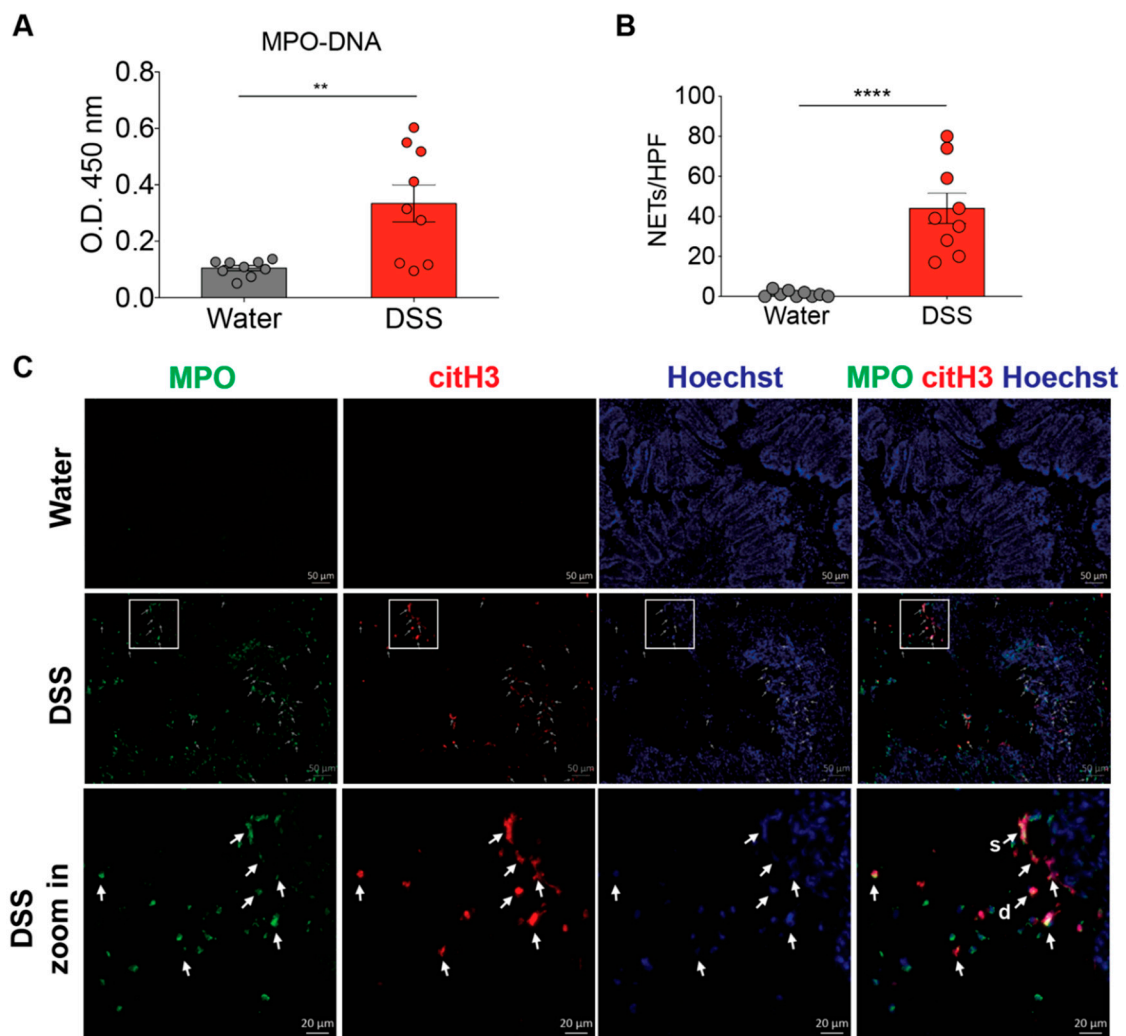 A
MPO-DNA
O.D. 450 nm
0.8
0.6
0.4
0.2
0.0
**
Water
DSS
B
NETs/HPF
100
80
60
40
20
0
****
Water
DSS
C
MPO
citH3
Hoechst
MPO citH3 Hoechst
Water
50 µm
50 µm
50 µm
50 µm
DSS
50 µm
50 µm
50 µm
50 µm
DSS
zoom in
s
d
20 µm
20 µm
20 µm
20 µm